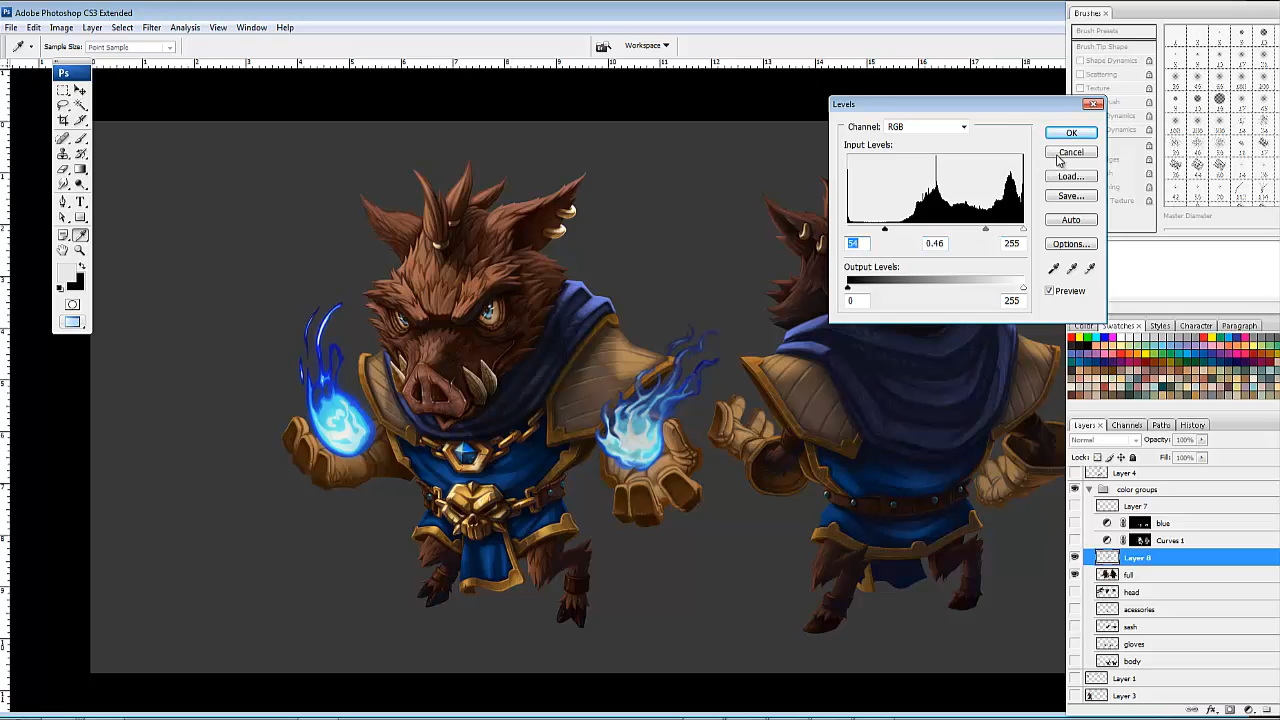 Adobe Photoshop CS3 Extended
File Edit Image Layer Select Filter Analysis View Window Help
Sample Size: Point Sample
Workspace
Brushes
Brush Presets
Brush Tip Shape
Shape Dynamics
Scattering
Texture
Master Diameter
Ps
Levels
Channel: RGB
Input Levels:
54 0.46 255
Output Levels:
0 255
OK
Cancel
Load...
Save...
Auto
Options...
Preview
Color Swatches Styles Character Paragraph
Layers Channels Paths History
Normal Opacity: 100%
Lock: Fill: 100%
Layer 4
color groups
Layer 7
blue
Curves 1
Layer 8
full
head
acessories
sash
gloves
body
Layer 1
Layer 3